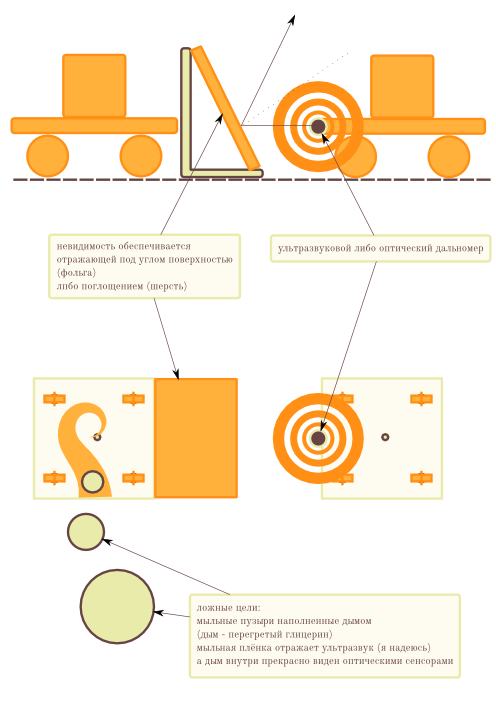 невидимость обеспечивается
отражающей под углом поверхностью
(фольга)
лпбо поглощением (шерсть)
ультразвуковой либо оптический дальномер
ложные цели:
мыльные пузыри наполненные дымом
(дым - перегретый глицерин)
мыльная плёнка отражает ультразвук (я надеюсь)
а дым внутри прекрасно виден оптическими сенсорами